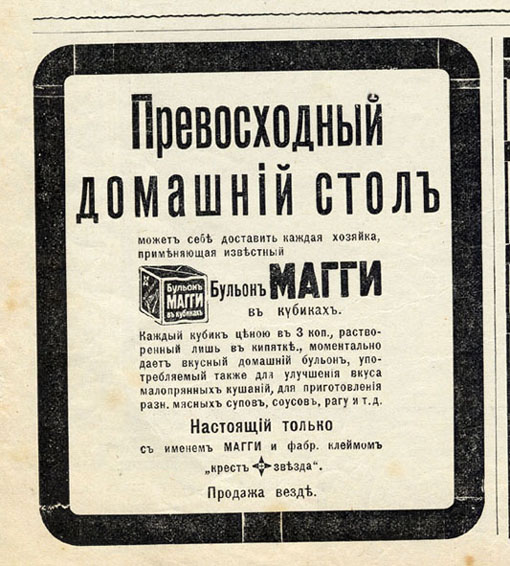 Превосходный
домашній столъ
можетъ себѣ доставить каждая хозяйка,
примѣняющая извѣстный
Бульонъ
МАГГИ
въ кубикахъ
Бульонъ МАГГИ
въ кубикахъ.
Каждый кубик цѣною въ 3 коп., раство-
ренный лишь въ кипяткѣ., моментально
даетъ вкусный домашній бульонъ, упо-
требляемый также для улучшенія вкуса
малопрянныхъ кушаній, для приготовленія
разн. мясныхъ суповъ, соусовъ, рагу и т.д.
Настоящій только
съ именемъ МАГГИ и фабр. клеймомъ
„крестъ звѣзда“.
Продажа вездѣ.